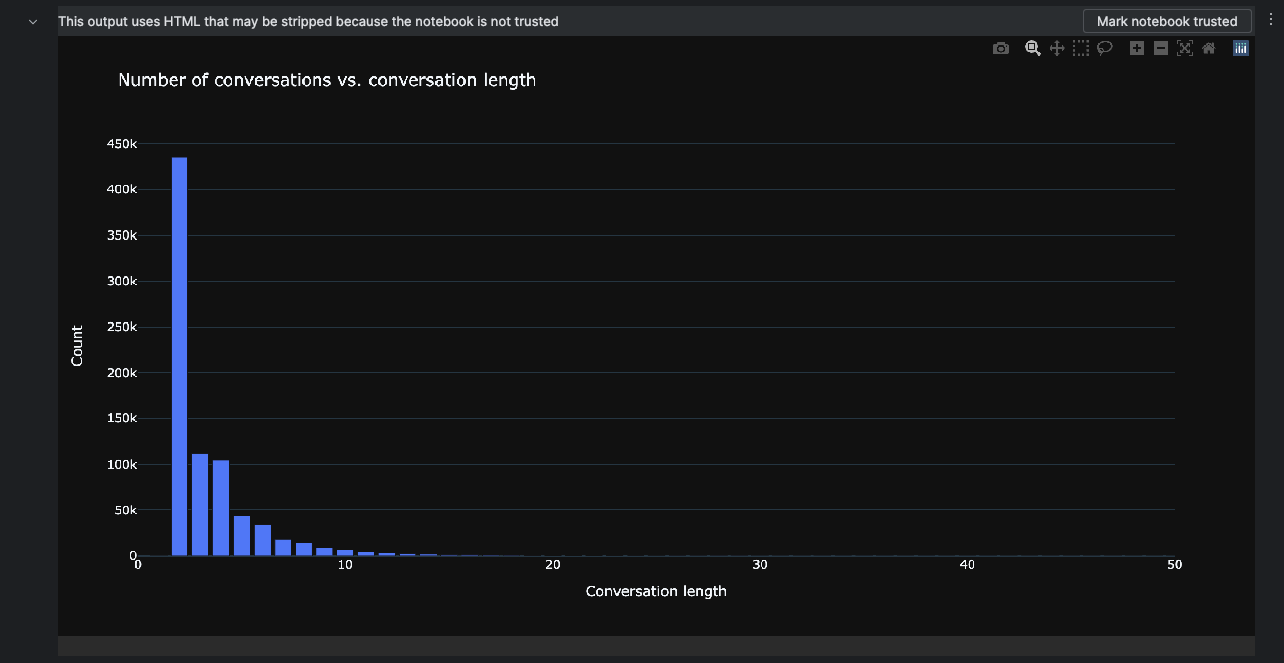 This output uses HTML that may be stripped because the notebook is not trusted
Mark notebook trusted
Number of conversations vs. conversation length
450k
400k
350k
300k
250k
200k
150k
100k
50k
0
Count
0 10 20 30 40 50
Conversation length